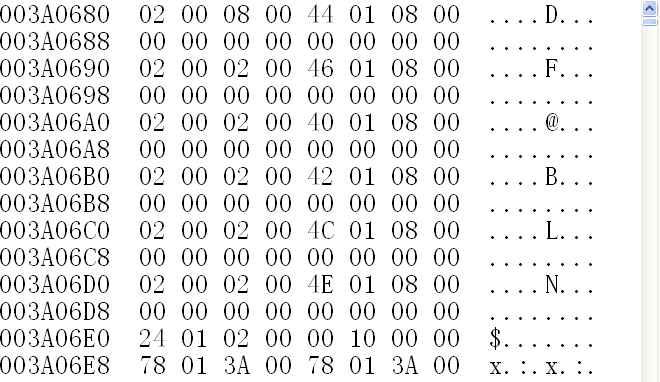 003A0680 02 00 08 00 44 01 08 00 ....D...
003A0688 00 00 00 00 00 00 00 00 ........
003A0690 02 00 02 00 46 01 08 00 ....F...
003A0698 00 00 00 00 00 00 00 00 ........
003A06A0 02 00 02 00 40 01 08 00 ....@...
003A06A8 00 00 00 00 00 00 00 00 ........
003A06B0 02 00 02 00 42 01 08 00 ....B...
003A06B8 00 00 00 00 00 00 00 00 ........
003A06C0 02 00 02 00 4C 01 08 00 ....L...
003A06C8 00 00 00 00 00 00 00 00 ........
003A06D0 02 00 02 00 4E 01 08 00 ....N...
003A06D8 00 00 00 00 00 00 00 00 ........
003A06E0 24 01 02 00 00 10 00 00 $.......
003A06E8 78 01 3A 00 78 01 3A 00 x.:.x.:.